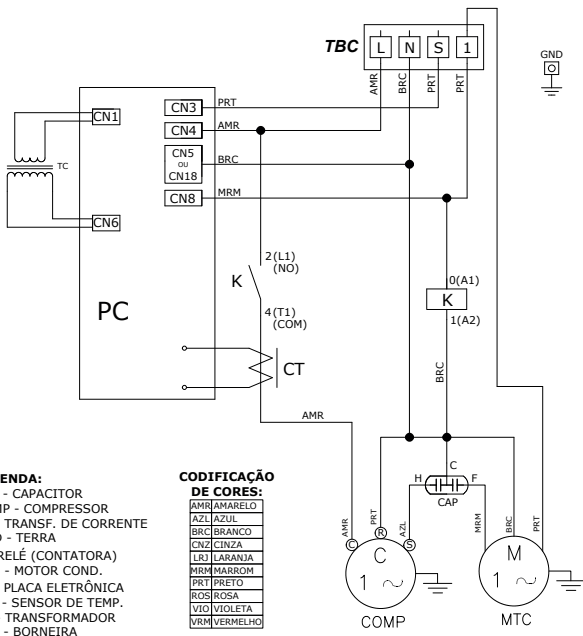 TBC
L N S 1
AMR
BRC
PRT
PRT
GND
CN3 PRT
CN4 AMR
CN5
OU
CN18
BRC
CN8 MRM
CN1
TC
CN6
PC
2(L1)
(NO)
K
4(T1)
(COM)
CT
0(A1)
K
1(A2)
BRC
AMR
C
H F
CAP
AMR
PRT
AZL
MRM
BRC
PRT
C R S
C
1
COMP
M
1
MTC
ENDA:
- CAPACITOR
MP - COMPRESSOR
TRANSF. DE CORRENTE
D - TERRA
RELÉ (CONTATORA)
- MOTOR COND.
PLACA ELETRÔNICA
- SENSOR DE TEMP.
TRANSFORMADOR
- BORNEIRA
CODIFICAÇÃO
DE CORES:
AMR AMARELO
AZL AZUL
BRC BRANCO
CNZ CINZA
LRJ LARANJA
MRM MARROM
PRT PRETO
ROS ROSA
VIO VIOLETA
VRM VERMELHO